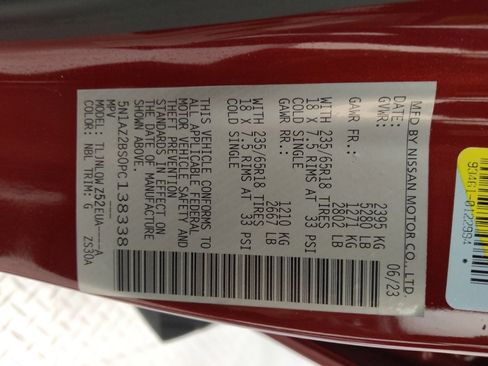 MFD BY NISSAN MOTOR CO., LTD.
DATE: 06/23
GVWR: 2395 KG
5280 LB
GAWR FR.: 1271 KG
2802 LB
WITH 235/65R18 TIRES
18 X 7.5 RIMS AT 33 PSI
COLD SINGLE
GAWR RR.: 1210 KG
2667 LB
WITH 235/65R18 TIRES
18 X 7.5 RIMS AT 33 PSI
COLD SINGLE
THIS VEHICLE CONFORMS TO
ALL APPLICABLE FEDERAL
MOTOR VEHICLE SAFETY AND
THEFT PREVENTION
STANDARDS IN EFFECT ON
THE DATE OF MANUFACTURE
SHOWN ABOVE.
5N1AZ2BS0PC138338
MPV
MODEL: TLJNLQWZ52EUA----A
COLOR: NBL TRIM: G ZS30A
93461-0122994 *